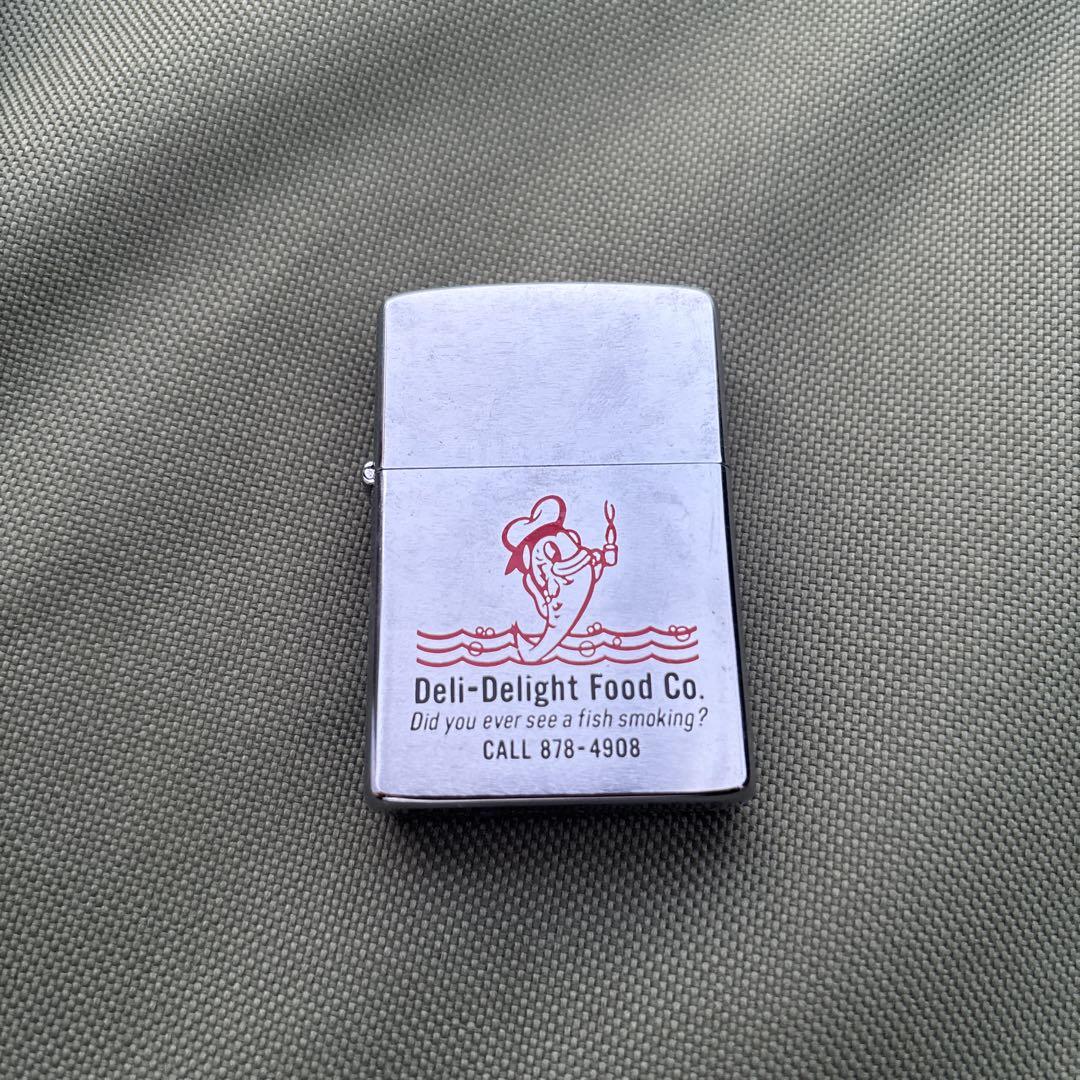 Deli-Delight Food Co.
Did you ever see a fish smoking?
CALL 878-4908